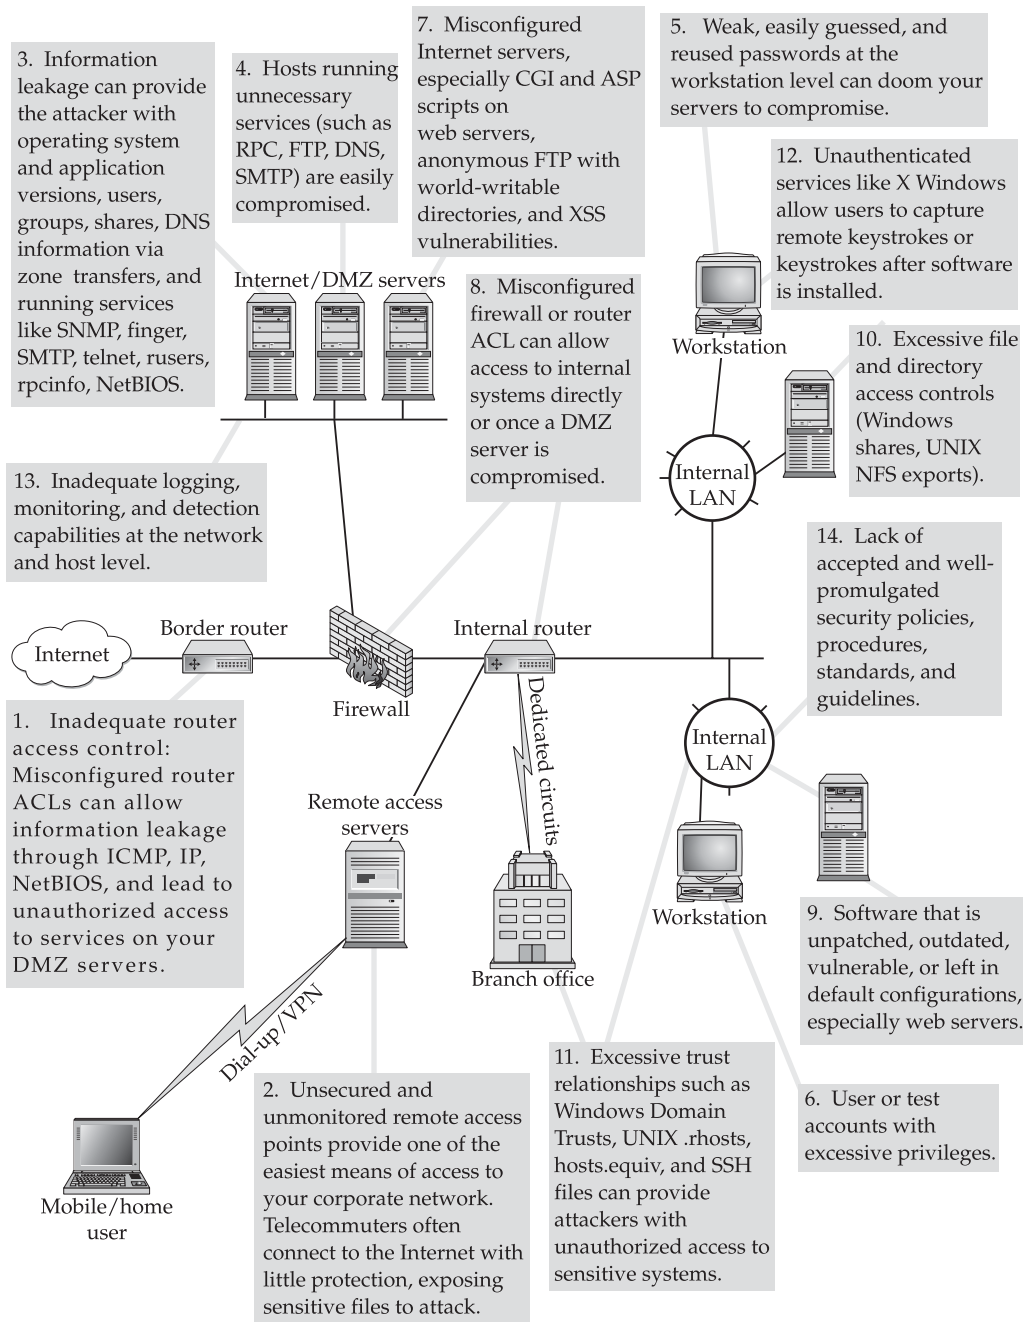 3. Information
leakage can provide
the attacker with
operating system
and application
versions, users,
groups, shares, DNS
information via
zone transfers, and
running services
like SNMP, finger,
SMTP, telnet, rusers,
rpcinfo, NetBIOS.
4. Hosts running
unnecessary
services (such as
RPC, FTP, DNS,
SMTP) are easily
compromised.
7. Misconfigured
Internet servers,
especially CGI and ASP
scripts on
web servers,
anonymous FTP with
world-writable
directories, and XSS
vulnerabilities.
5. Weak, easily guessed, and
reused passwords at the
workstation level can doom your
servers to compromise.
12. Unauthenticated
services like X Windows
allow users to capture
remote keystrokes or
keystrokes after software
is installed.
Internet/DMZ servers
8. Misconfigured
firewall or router
ACL can allow
access to internal
systems directly
or once a DMZ
server is
compromised.
Workstation
10. Excessive file
and directory
access controls
(Windows
shares, UNIX
NFS exports).
Internal
LAN
13. Inadequate logging,
monitoring, and detection
capabilities at the network
and host level.
14. Lack of
accepted and well-
promulgated
security policies,
procedures,
standards, and
guidelines.
Internet
Border router
Firewall
Internal router
Dedicated circuits
Internal
LAN
1. Inadequate router
access control:
Misconfigured router
ACLs can allow
information leakage
through ICMP, IP,
NetBIOS, and lead to
unauthorized access
to services on your
DMZ servers.
Remote access
servers
Branch office
Workstation
9. Software that is
unpatched, outdated,
vulnerable, or left in
default configurations,
especially web servers.
Dial-up/VPN
Mobile/home
user
2. Unsecured and
unmonitored remote access
points provide one of the
easiest means of access to
your corporate network.
Telecommuters often
connect to the Internet with
little protection, exposing
sensitive files to attack.
11. Excessive trust
relationships such as
Windows Domain
Trusts, UNIX .rhosts,
hosts.equiv, and SSH
files can provide
attackers with
unauthorized access to
sensitive systems.
6. User or test
accounts with
excessive privileges.